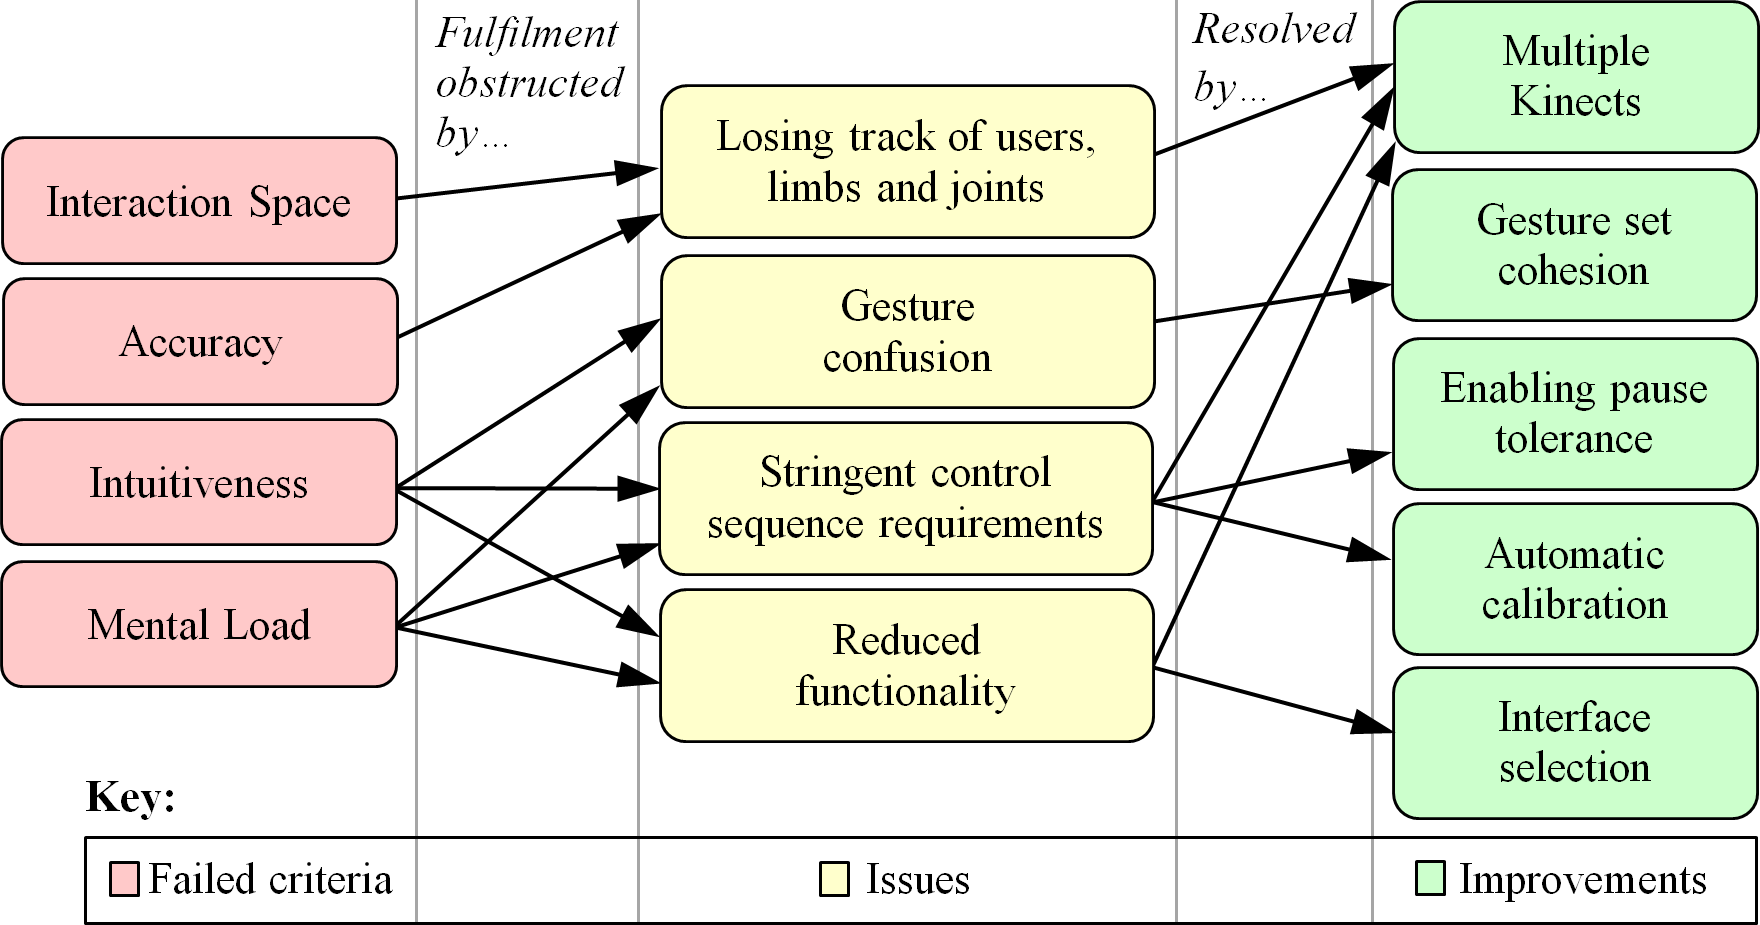 Fulfilment
obstructed
by...
Resolved
by...
Interaction Space
Accuracy
Intuitiveness
Mental Load
Losing track of users,
limbs and joints
Gesture
confusion
Stringent control
sequence requirements
Reduced
functionality
Multiple
Kinects
Gesture set
cohesion
Enabling pause
tolerance
Automatic
calibration
Interface
selection
Key:
Failed criteria
Issues
Improvements